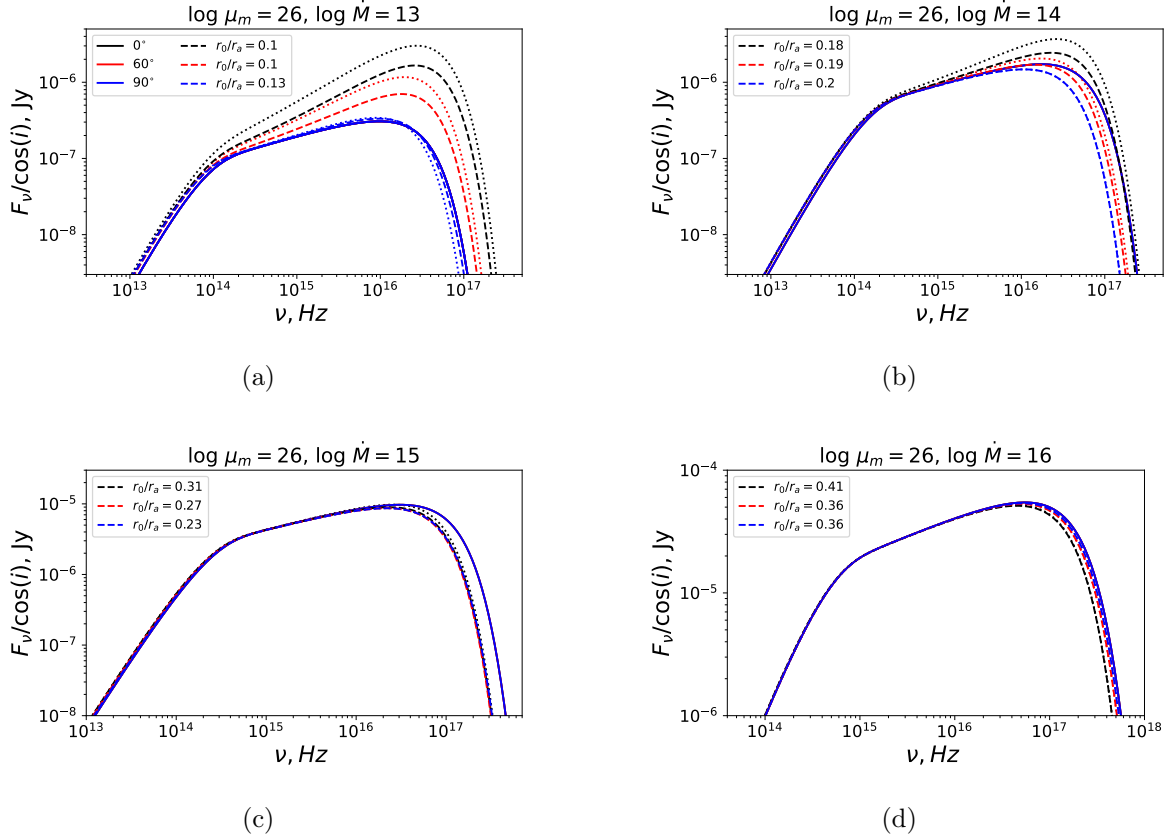 log μm = 26, log Ṁ = 13
0°
60°
90°
r0/ra = 0.1
r0/ra = 0.1
r0/ra = 0.13
10⁻⁶
10⁻⁷
10⁻⁸
Fν/cos(i), Jy
10¹³ 10¹⁴ 10¹⁵ 10¹⁶ 10¹⁷
ν, Hz
(a)
log μm = 26, log Ṁ = 14
r0/ra = 0.18
r0/ra = 0.19
r0/ra = 0.2
10⁻⁶
10⁻⁷
10⁻⁸
Fν/cos(i), Jy
10¹³ 10¹⁴ 10¹⁵ 10¹⁶ 10¹⁷
ν, Hz
(b)
log μm = 26, log Ṁ = 15
r0/ra = 0.31
r0/ra = 0.27
r0/ra = 0.23
10⁻⁵
10⁻⁶
10⁻⁷
10⁻⁸
Fν/cos(i), Jy
10¹³ 10¹⁴ 10¹⁵ 10¹⁶ 10¹⁷
ν, Hz
(c)
log μm = 26, log Ṁ = 16
r0/ra = 0.41
r0/ra = 0.36
r0/ra = 0.36
10⁻⁴
10⁻⁵
10⁻⁶
Fν/cos(i), Jy
10¹⁴ 10¹⁵ 10¹⁶ 10¹⁷ 10¹⁸
ν, Hz
(d)